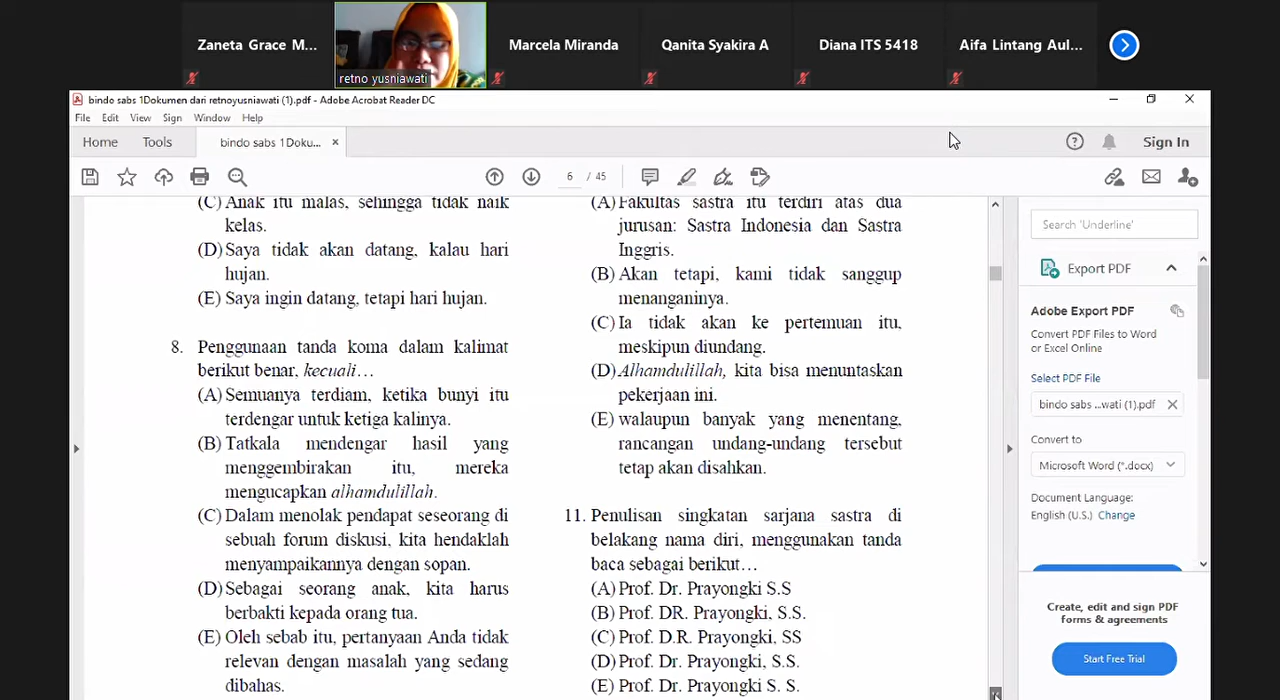 Zaneta Grace M...
retno yusniawati
Marcela Miranda
Qanita Syakira A
Diana ITS 5418
Aifa Lintang Aul...
bindo sabs 1Dokumen dari retnoyusniawati (1).pdf - Adobe Acrobat Reader DC
File Edit View Sign Window Help
Home Tools bindo sabs 1Doku... ×
Sign In
6 / 45
(C) Anak itu malas, sehingga tidak naik
kelas.
(D) Saya tidak akan datang, kalau hari
hujan.
(E) Saya ingin datang, tetapi hari hujan.
8. Penggunaan tanda koma dalam kalimat
berikut benar, kecuali…
(A) Semuanya terdiam, ketika bunyi itu
terdengar untuk ketiga kalinya.
(B) Tatkala mendengar hasil yang
menggembirakan itu, mereka
mengucapkan alhamdulillah.
(C) Dalam menolak pendapat seseorang di
sebuah forum diskusi, kita hendaklah
menyampaikannya dengan sopan.
(D) Sebagai seorang anak, kita harus
berbakti kepada orang tua.
(E) Oleh sebab itu, pertanyaan Anda tidak
relevan dengan masalah yang sedang
dibahas.
(A) Fakultas sastra itu terdiri atas dua
jurusan: Sastra Indonesia dan Sastra
Inggris.
(B) Akan tetapi, kami tidak sanggup
menanganinya.
(C) Ia tidak akan ke pertemuan itu,
meskipun diundang.
(D) Alhamdulillah, kita bisa menuntaskan
pekerjaan ini.
(E) walaupun banyak yang menentang,
rancangan undang-undang tersebut
tetap akan disahkan.
11. Penulisan singkatan sarjana sastra di
belakang nama diri, menggunakan tanda
baca sebagai berikut…
(A) Prof. Dr. Prayongki S.S
(B) Prof. DR. Prayongki, S.S.
(C) Prof. D.R. Prayongki, SS
(D) Prof. Dr. Prayongki, S.S.
(E) Prof. Dr. Prayongki S. S.
Search 'Underline'
Export PDF
Adobe Export PDF
Convert PDF Files to Word
or Excel Online
Select PDF File
bindo sabs ...wati (1).pdf ×
Convert to
Microsoft Word (*.docx)
Document Language:
English (U.S.) Change
Create, edit and sign PDF
forms & agreements
Start Free Trial